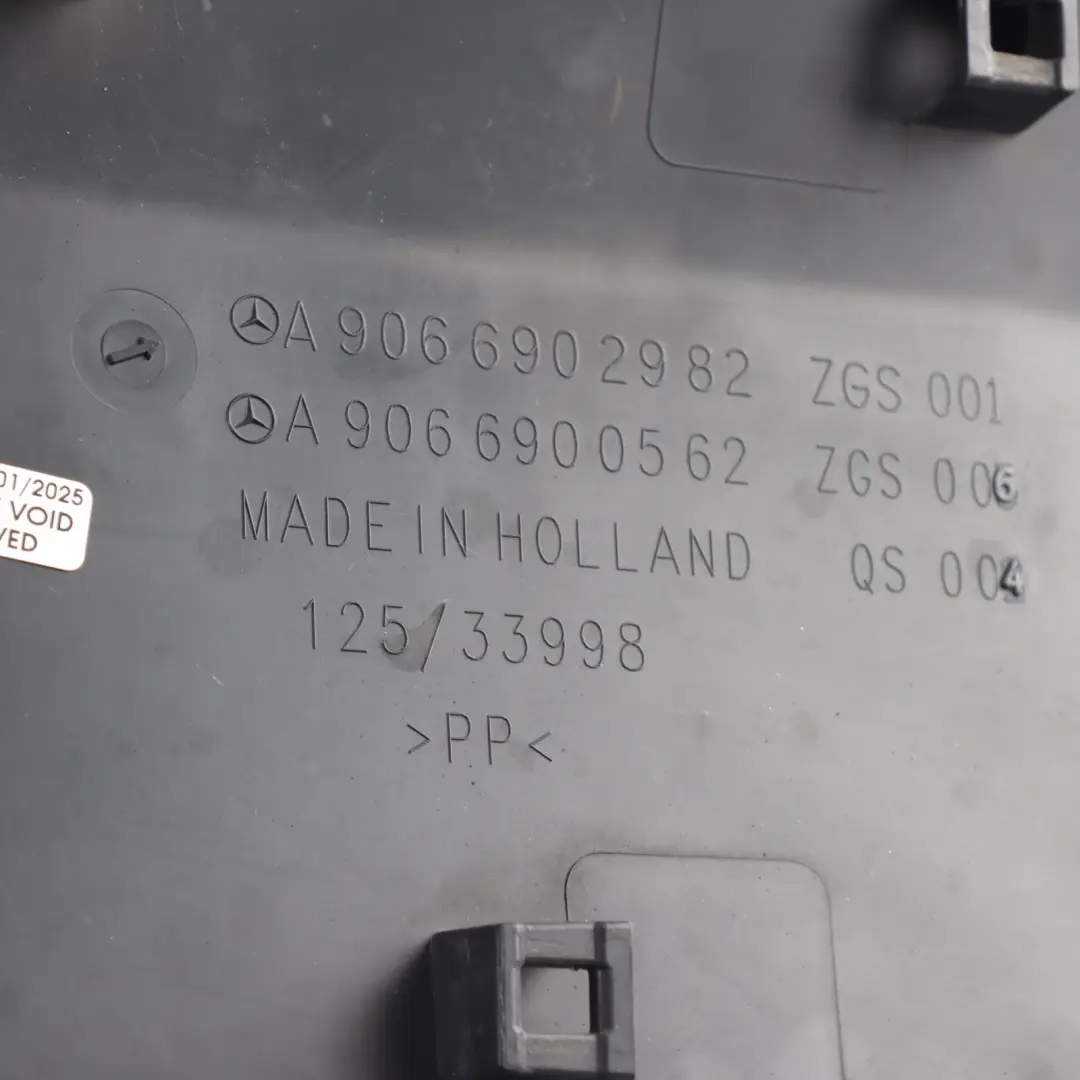 A 906 690 29 82 ZGS 001
A 906 690 05 62 ZGS 006
MADE IN HOLLAND QS 004
125/33998
>PP<
01/2025
VOID